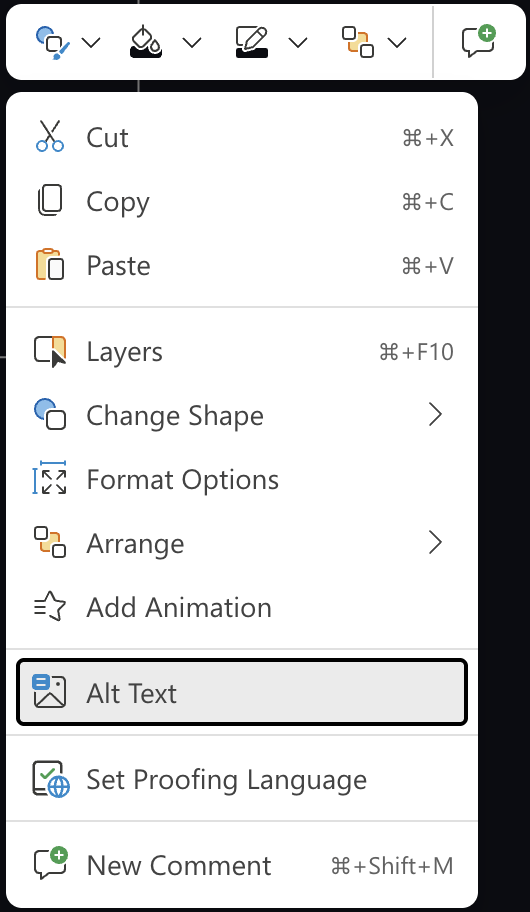 Cut ⌘+X
Copy ⌘+C
Paste ⌘+V
Layers ⌘+F10
Change Shape
Format Options
Arrange
Add Animation
Alt Text
Set Proofing Language
New Comment ⌘+Shift+M